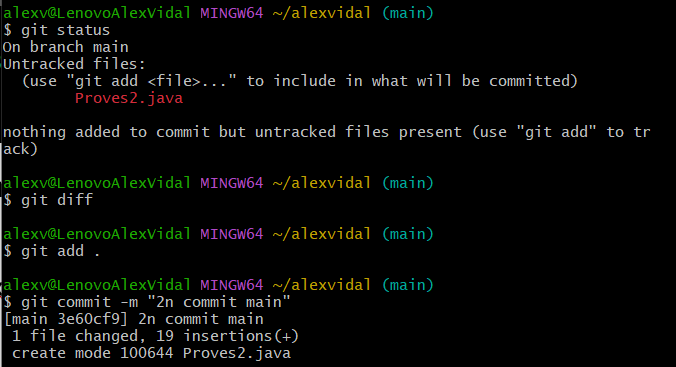 alexv@LenovoAlexVidal MINGW64 ~/alexvidal (main)
$ git status
On branch main
Untracked files:
  (use "git add <file>..." to include in what will be committed)
        Proves2.java

nothing added to commit but untracked files present (use "git add" to tr
ack)

alexv@LenovoAlexVidal MINGW64 ~/alexvidal (main)
$ git diff

alexv@LenovoAlexVidal MINGW64 ~/alexvidal (main)
$ git add .

alexv@LenovoAlexVidal MINGW64 ~/alexvidal (main)
$ git commit -m "2n commit main"
[main 3e60cf9] 2n commit main
 1 file changed, 19 insertions(+)
 create mode 100644 Proves2.java